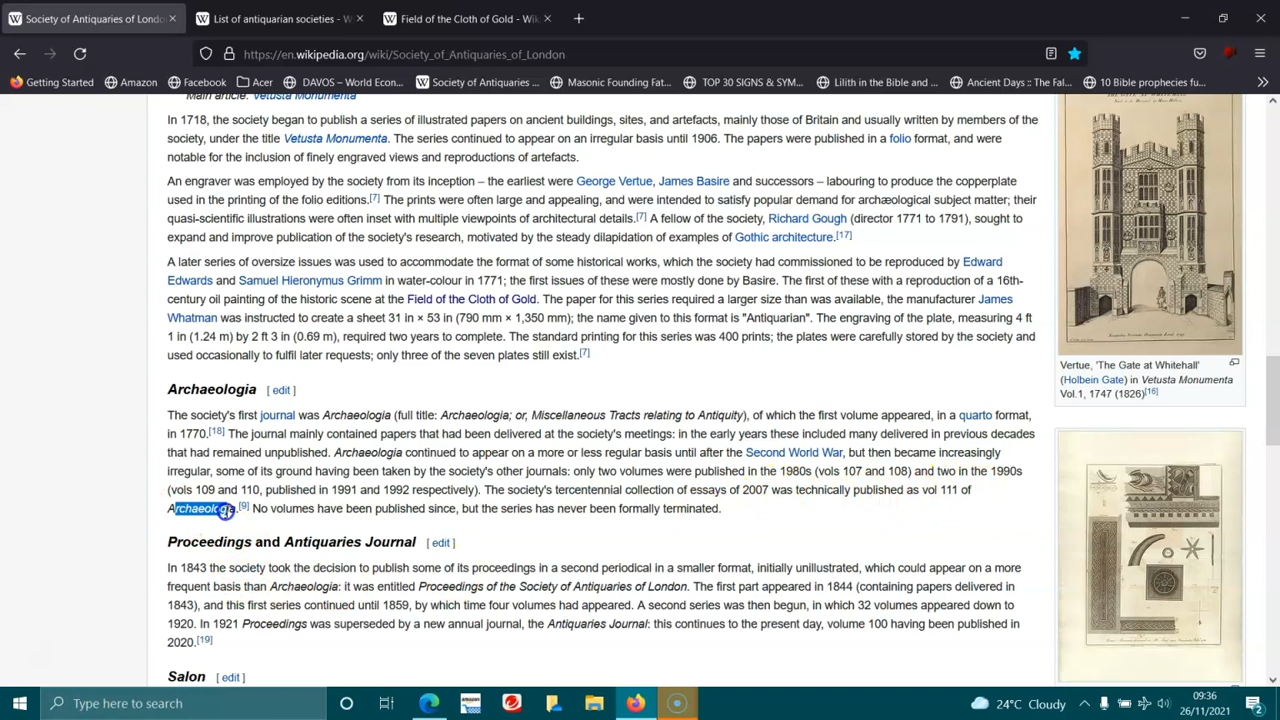 Society of Antiquaries of Londo
List of antiquarian societies - W
Field of the Cloth of Gold - Wik
https://en.wikipedia.org/wiki/Society_of_Antiquaries_of_London
Getting Started
Amazon
Facebook
Acer
DAVOS – World Econ...
Society of Antiquaries ...
Masonic Founding Fat...
TOP 30 SIGNS & SYM...
Lilith in the Bible and ...
Ancient Days :: The Fal...
10 Bible prophecies fu...
Main article: Vetusta Monumenta
In 1718, the society began to publish a series of illustrated papers on ancient buildings, sites, and artefacts, mainly those of Britain and usually written by members of the
society, under the title Vetusta Monumenta. The series continued to appear on an irregular basis until 1906. The papers were published in a folio format, and were
notable for the inclusion of finely engraved views and reproductions of artefacts.
An engraver was employed by the society from its inception – the earliest were George Vertue, James Basire and successors – labouring to produce the copperplate
used in the printing of the folio editions.[7] The prints were often large and appealing, and were intended to satisfy popular demand for archæological subject matter; their
quasi-scientific illustrations were often inset with multiple viewpoints of architectural details.[7] A fellow of the society, Richard Gough (director 1771 to 1791), sought to
expand and improve publication of the society's research, motivated by the steady dilapidation of examples of Gothic architecture.[17]
A later series of oversize issues was used to accommodate the format of some historical works, which the society had commissioned to be reproduced by Edward
Edwards and Samuel Hieronymus Grimm in water-colour in 1771; the first issues of these were mostly done by Basire. The first of these with a reproduction of a 16th-
century oil painting of the historic scene at the Field of the Cloth of Gold. The paper for this series required a larger size than was available, the manufacturer James
Whatman was instructed to create a sheet 31 in × 53 in (790 mm × 1,350 mm); the name given to this format is "Antiquarian". The engraving of the plate, measuring 4 ft
1 in (1.24 m) by 2 ft 3 in (0.69 m), required two years to complete. The standard printing for this series was 400 prints; the plates were carefully stored by the society and
used occasionally to fulfil later requests; only three of the seven plates still exist.[7]
Archaeologia [ edit ]
The society's first journal was Archaeologia (full title: Archaeologia; or, Miscellaneous Tracts relating to Antiquity), of which the first volume appeared, in a quarto format,
in 1770.[18] The journal mainly contained papers that had been delivered at the society's meetings: in the early years these included many delivered in previous decades
that had remained unpublished. Archaeologia continued to appear on a more or less regular basis until after the Second World War, but then became increasingly
irregular, some of its ground having been taken by the society's other journals: only two volumes were published in the 1980s (vols 107 and 108) and two in the 1990s
(vols 109 and 110, published in 1991 and 1992 respectively). The society's tercentennial collection of essays of 2007 was technically published as vol 111 of
Archaeologia.[9] No volumes have been published since, but the series has never been formally terminated.
Proceedings and Antiquaries Journal [ edit ]
In 1843 the society took the decision to publish some of its proceedings in a second periodical in a smaller format, initially unillustrated, which could appear on a more
frequent basis than Archaeologia: it was entitled Proceedings of the Society of Antiquaries of London. The first part appeared in 1844 (containing papers delivered in
1843), and this first series continued until 1859, by which time four volumes had appeared. A second series was then begun, in which 32 volumes appeared down to
1920. In 1921 Proceedings was superseded by a new annual journal, the Antiquaries Journal: this continues to the present day, volume 100 having been published in
2020.[19]
Salon [ edit ]
Vertue, 'The Gate at Whitehall'
(Holbein Gate) in Vetusta Monumenta
Vol.1, 1747 (1826)[16]
Type here to search
24°C Cloudy
09:36
26/11/2021
2